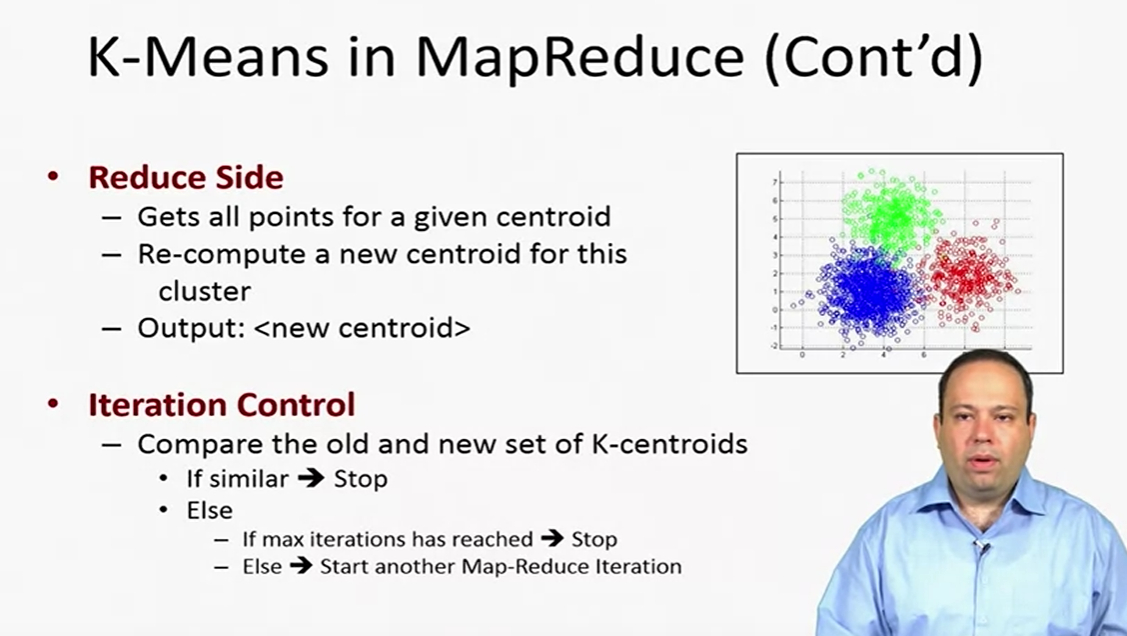 K-Means in MapReduce (Cont'd)
• Reduce Side
– Gets all points for a given centroid
– Re-compute a new centroid for this
cluster
– Output: <new centroid>
7
6
5
4
3
2
1
0
-1
-2
0
2
4
6
• Iteration Control
– Compare the old and new set of K-centroids
• If similar ➔ Stop
• Else
– If max iterations has reached ➔ Stop
– Else ➔ Start another Map-Reduce Iteration